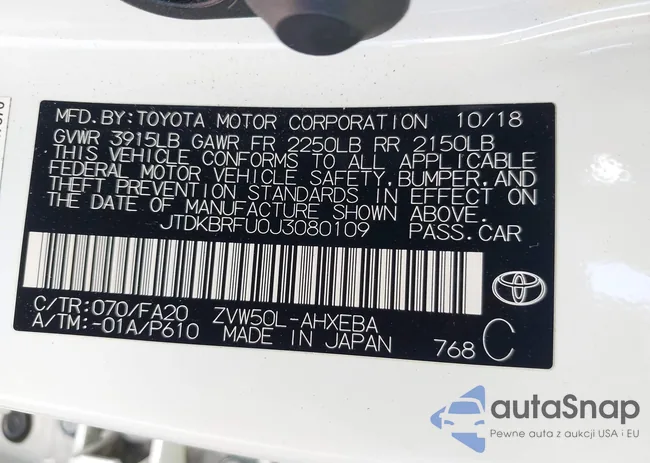 MFD.BY:TOYOTA MOTOR CORPORATION 10/18
GVWR 3915LB GAWR FR 2250LB RR 2150LB
THIS VEHICLE CONFORMS TO ALL APPLICABLE
FEDERAL MOTOR VEHICLE SAFETY,BUMPER,AND
THEFT PREVENTION STANDARDS IN EFFECT ON
THE DATE OF MANUFACTURE SHOWN ABOVE.
JTDKBRFU0J3080109 PASS.CAR
C/TR:070/FA20 ZVW50L-AHXEBA
A/TM:-01A/P610 MADE IN JAPAN 768 C
autaSnap
Pewne auta z aukcji USA i EU